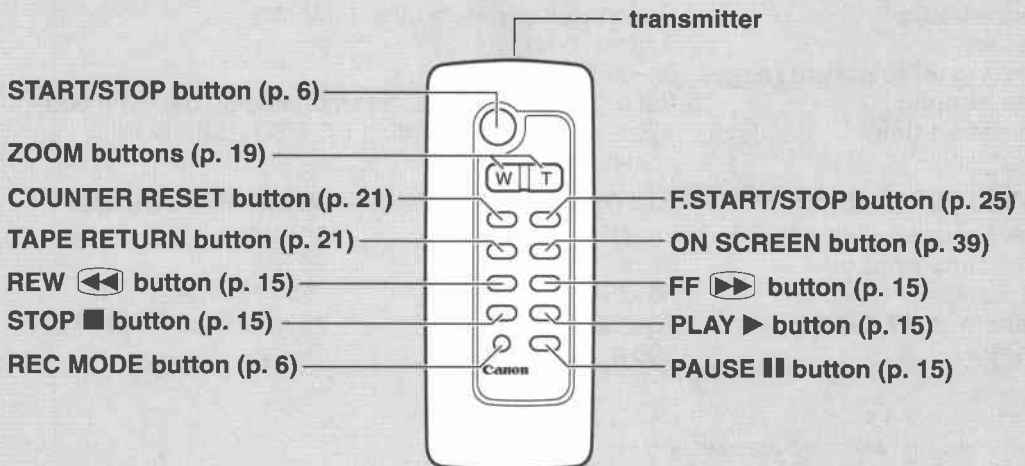 transmitter
START/STOP button (p. 6)
ZOOM buttons (p. 19)
W T
COUNTER RESET button (p. 21)
F.START/STOP button (p. 25)
TAPE RETURN button (p. 21)
ON SCREEN button (p. 39)
REW ◀◀ button (p. 15)
FF ▶▶ button (p. 15)
STOP ■ button (p. 15)
PLAY ▶ button (p. 15)
REC MODE button (p. 6)
PAUSE ❚❚ button (p. 15)
Canon